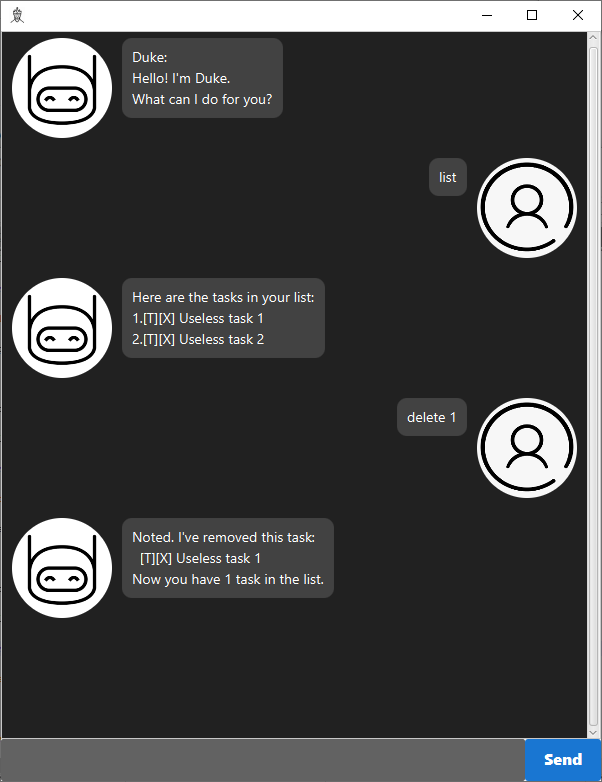 Duke:
Hello! I'm Duke.
What can I do for you?
list
Here are the tasks in your list:
1.[T][X] Useless task 1
2.[T][X] Useless task 2
delete 1
Noted. I've removed this task:
[T][X] Useless task 1
Now you have 1 task in the list.
Send